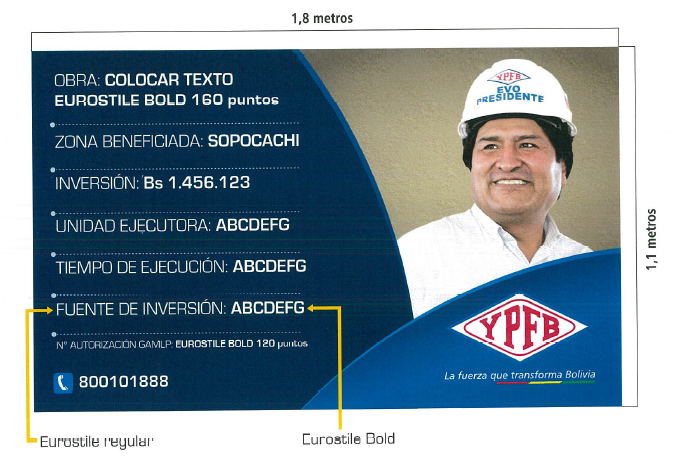 1,8 metros
OBRA: COLOCAR TEXTO
EUROSTILE BOLD 160 puntos
YPFB
EVO
PRESIDENTE
ZONA BENEFICIADA: SOPOCACHI
INVERSIÓN: Bs 1.456.123
UNIDAD EJECUTORA: ABCDEFG
TIEMPO DE EJECUCIÓN: ABCDEFG
FUENTE DE INVERSIÓN: ABCDEFG
N° AUTORIZACIÓN GAMLP: EUROSTILE BOLD 120 puntos
800101888
1,1 metros
YPFB
La fuerza que transforma Bolivia
Eurostile regular
Eurostile Bold